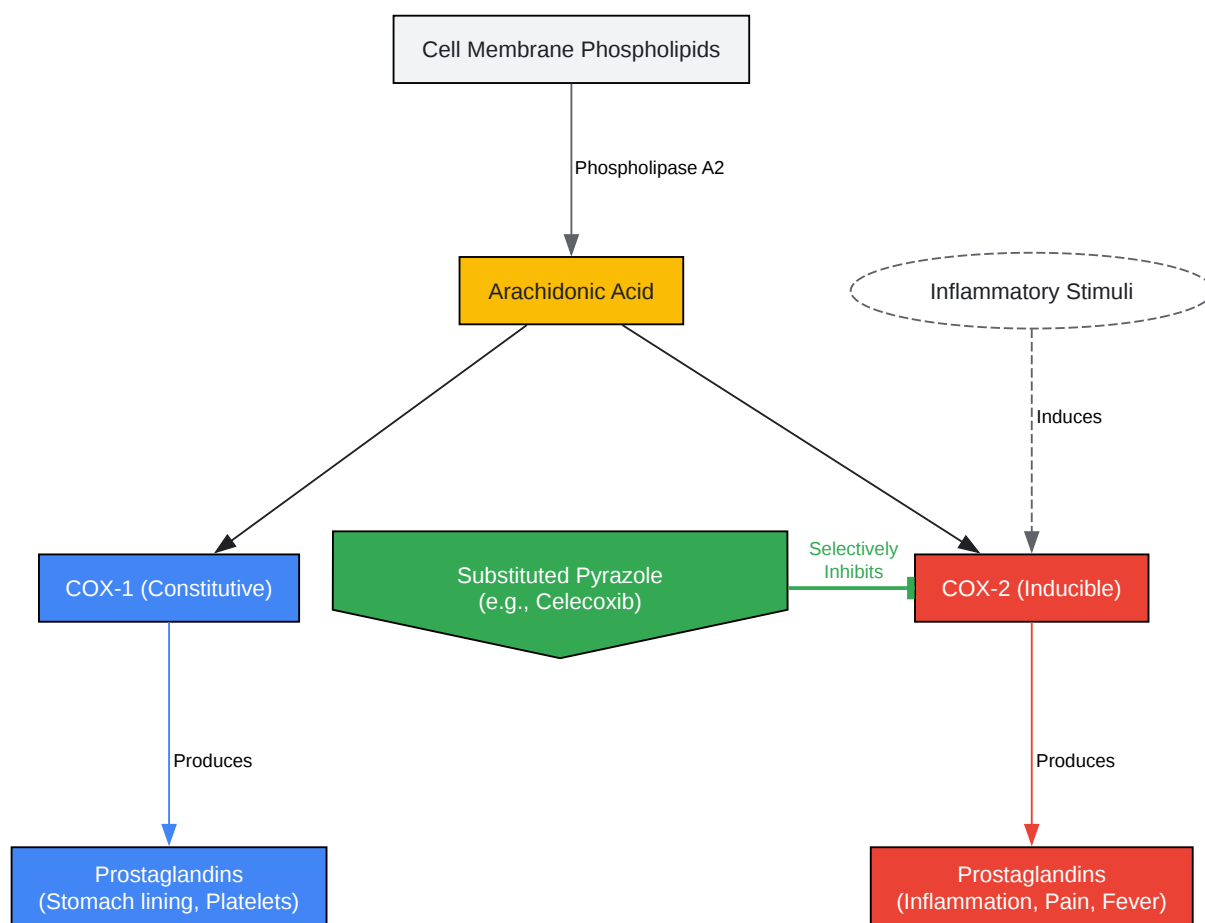 Cell Membrane Phospholipids
Phospholipase A2
Arachidonic Acid
Inflammatory Stimuli
Induces
COX-1 (Constitutive)
Substituted Pyrazole
(e.g., Celecoxib)
Selectively
Inhibits
COX-2 (Inducible)
Produces
Produces
Prostaglandins
(Stomach lining, Platelets)
Prostaglandins
(Inflammation, Pain, Fever)